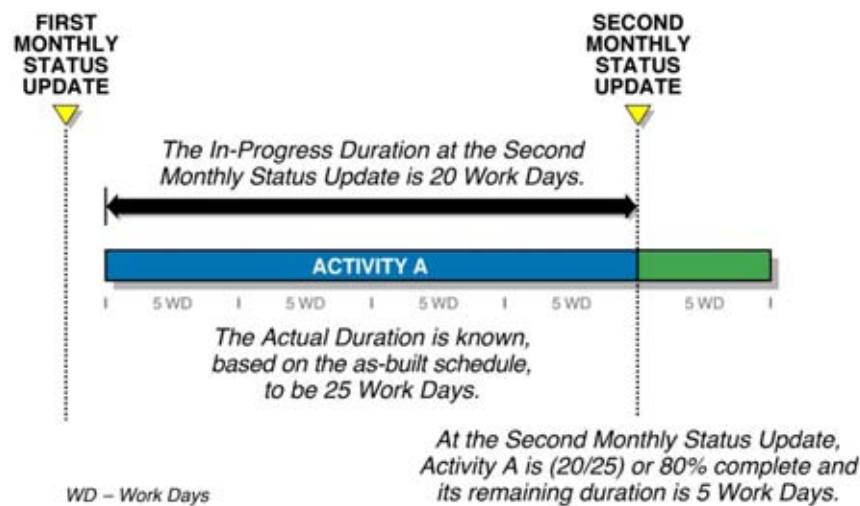 FIRST
MONTHLY
STATUS
UPDATE
SECOND
MONTHLY
STATUS
UPDATE
The In-Progress Duration at the Second
Monthly Status Update is 20 Work Days.
ACTIVITY A
5 WD 5 WD 5 WD 5 WD 5 WD
The Actual Duration is known,
based on the as-built schedule,
to be 25 Work Days.
At the Second Monthly Status Update,
Activity A is (20/25) or 80% complete and
its remaining duration is 5 Work Days.
WD – Work Days